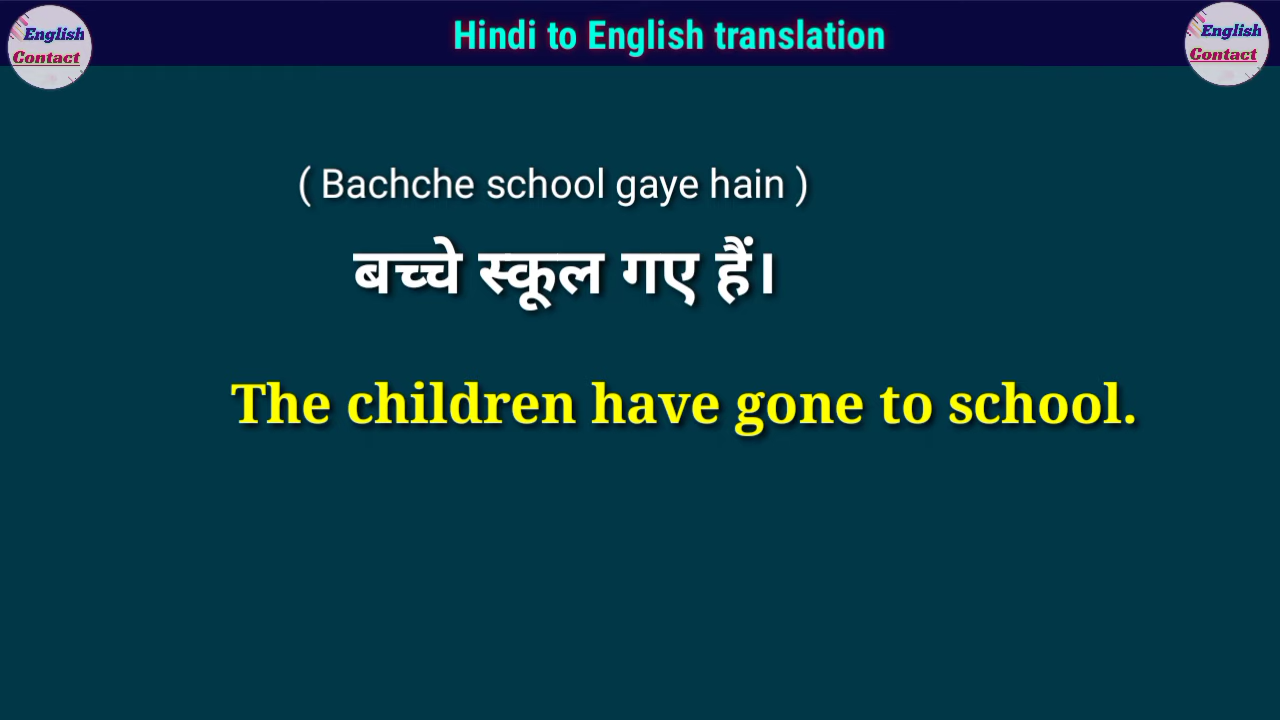 English
Contact
Hindi to English translation
English
Contact
( Bachche school gaye hain )
बच्चे स्कूल गए हैं।
The children have gone to school.